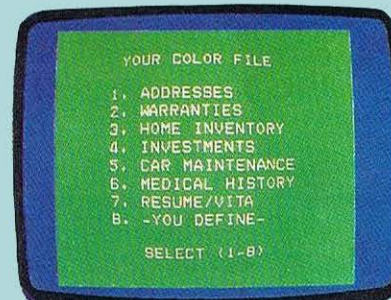 YOUR COLOR FILE
1. ADDRESSES
2. WARRANTIES
3. HOME INVENTORY
4. INVESTMENTS
5. CAR MAINTENANCE
6. MEDICAL HISTORY
7. RESUME/VITA
8. -YOU DEFINE-
SELECT (1-8)